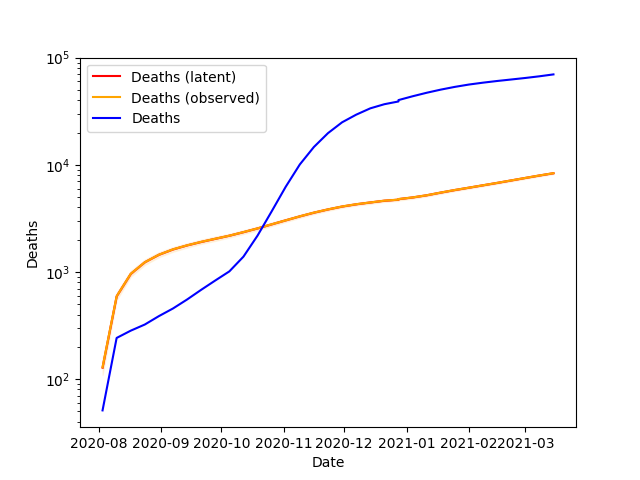 10^5
10^4
10^3
10^2
Deaths
Deaths (latent)
Deaths (observed)
Deaths
2020-08 2020-09 2020-10 2020-11 2020-12 2021-01 2021-02 2021-03
Date